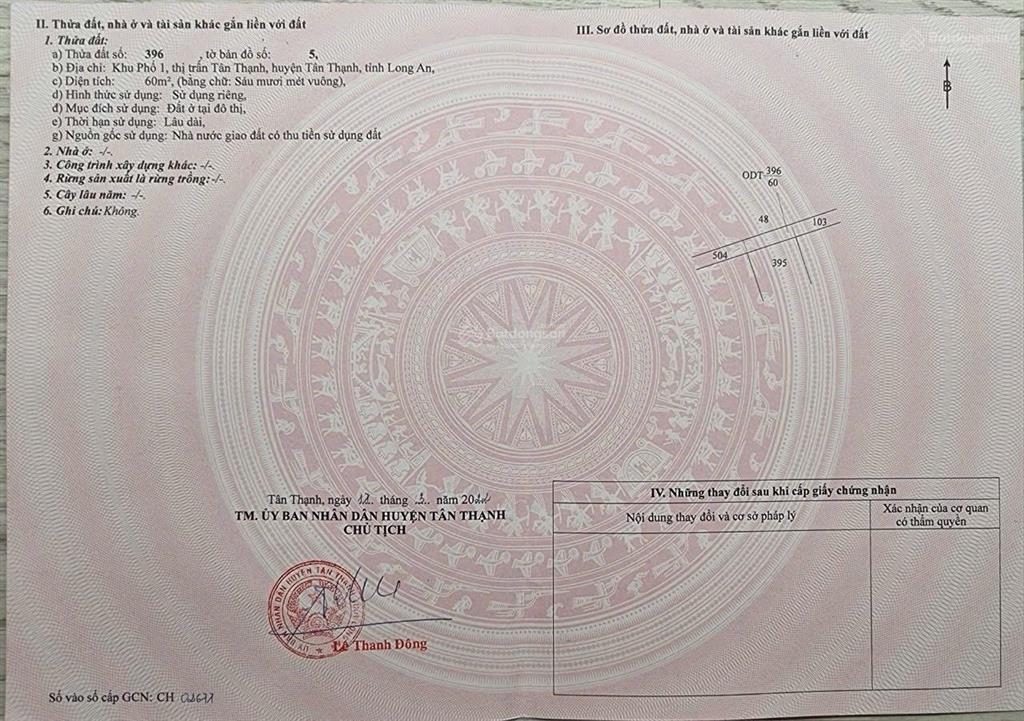 II. Thửa đất, nhà ở và tài sản khác gắn liền với đất
1. Thửa đất:
a) Thửa đất số: 396 , tờ bản đồ số: 5,
b) Địa chỉ: Khu Phố 1, thị trấn Tân Thạnh, huyện Tân Thạnh, tỉnh Long An,
c) Diện tích: 60m², (bằng chữ: Sáu mươi mét vuông),
d) Hình thức sử dụng: Sử dụng riêng,
đ) Mục đích sử dụng: Đất ở tại đô thị,
e) Thời hạn sử dụng: Lâu dài,
g) Nguồn gốc sử dụng: Nhà nước giao đất có thu tiền sử dụng đất
2. Nhà ở: -/-.
3. Công trình xây dựng khác: -/-.
4. Rừng sản xuất là rừng trồng: -/-.
5. Cây lâu năm: -/-.
6. Ghi chú: Không.
III. Sơ đồ thửa đất, nhà ở và tài sản khác gắn liền với đất
Batdongsan
B
ODT 396
60
48
103
504
395
Batdongsan
Tân Thạnh, ngày 12 tháng năm 20
TM. ỦY BAN NHÂN DÂN HUYỆN TÂN THẠNH
CHỦ TỊCH
Lê Thanh Đông
Số vào sổ cấp GCN: CH
IV. Những thay đổi sau khi cấp giấy chứng nhận
Nội dung thay đổi và cơ sở pháp lý
Xác nhận của cơ quan
có thẩm quyền